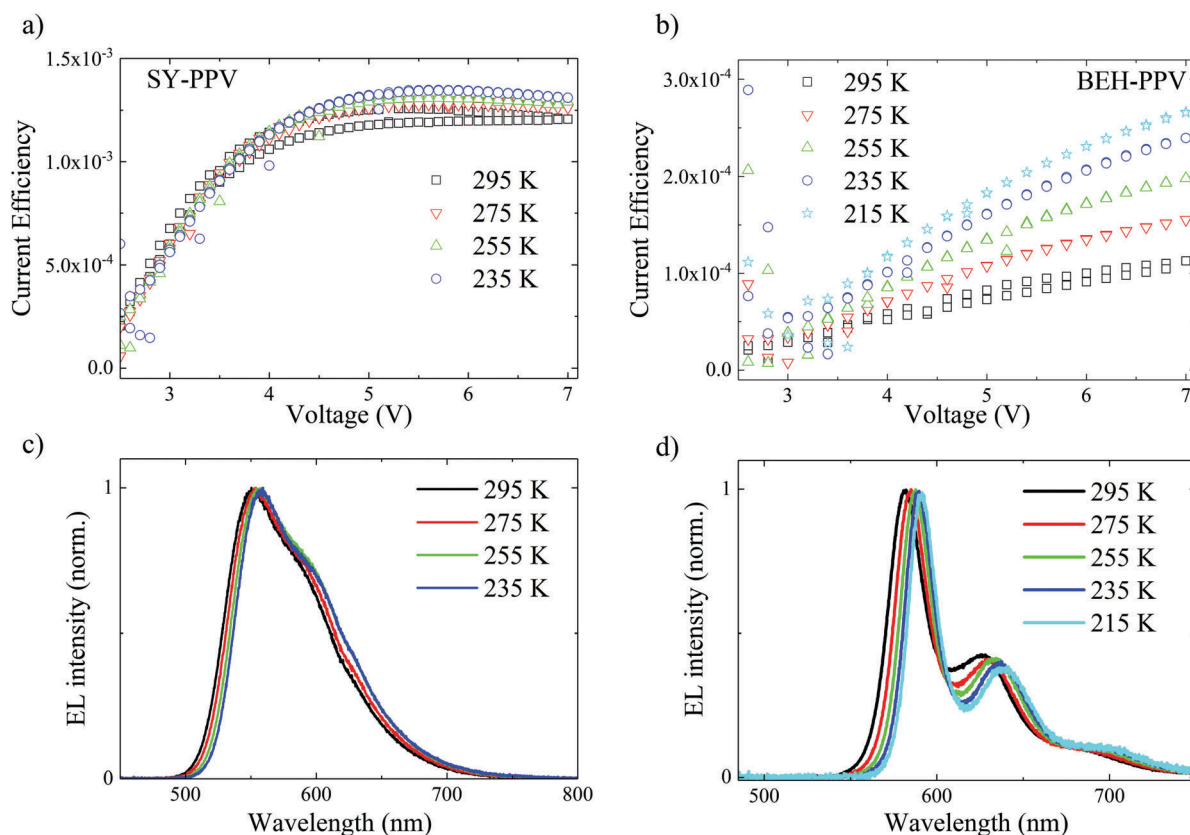 a)
SY-PPV
Current Efficiency
1.5x10⁻³
1.0x10⁻³
5.0x10⁻⁴
0.0
295 K
275 K
255 K
235 K
3
4
5
6
7
Voltage (V)
b)
BEH-PPV
Current Efficiency
3.0x10⁻⁴
2.0x10⁻⁴
1.0x10⁻⁴
0.0
295 K
275 K
255 K
235 K
215 K
3
4
5
6
7
Voltage (V)
c)
EL intensity (norm.)
1
1
295 K
275 K
255 K
235 K
500
600
700
800
Wavelength (nm)
d)
EL intensity (norm.)
1
1
295 K
275 K
255 K
235 K
215 K
500
600
700
Wavelength (nm)